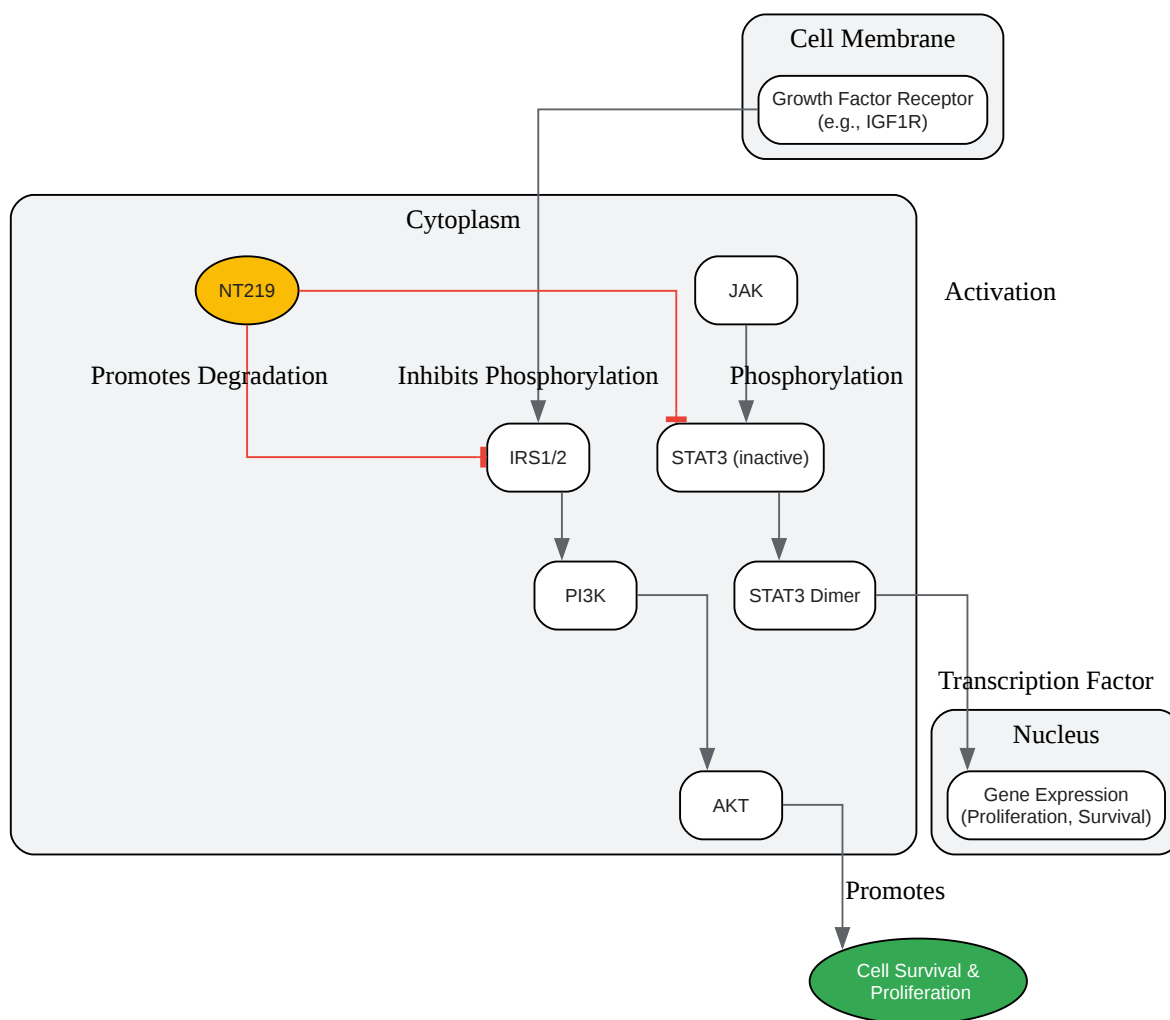 Cell Membrane
Growth Factor Receptor
(e.g., IGF1R)
Cytoplasm
NT219
JAK
Activation
Promotes Degradation
Inhibits Phosphorylation
Phosphorylation
IRS1/2
STAT3 (inactive)
PI3K
STAT3 Dimer
Transcription Factor
Nucleus
Gene Expression
(Proliferation, Survival)
AKT
Promotes
Cell Survival &
Proliferation